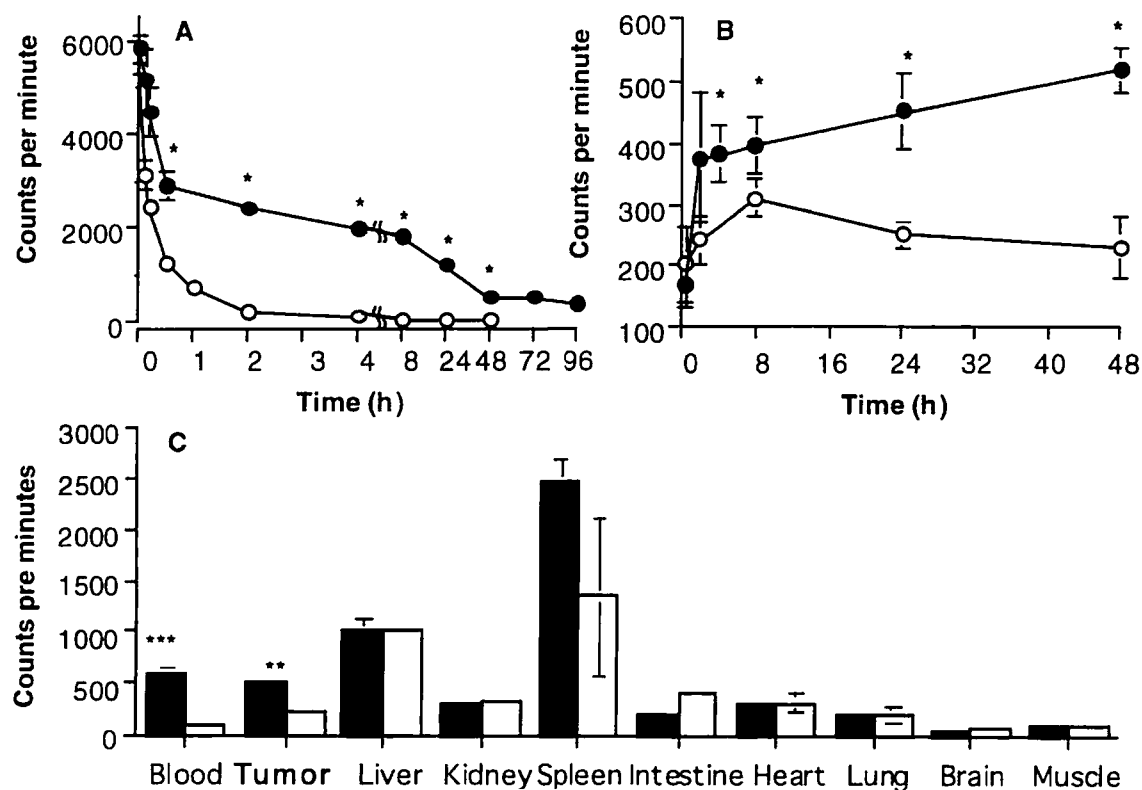 A
Counts per minute
6000
4000
2000
0
* * * * * *
0 1 2 3 4 8 24 48 72 96
Time (h)
B
Counts per minute
600
500
400
300
200
100
* * * *
0 8 16 24 32 40 48
Time (h)
C
Counts pre minutes
3000
2500
2000
1500
1000
500
0
*** **
Blood Tumor Liver Kidney Spleen Intestine Heart Lung Brain Muscle